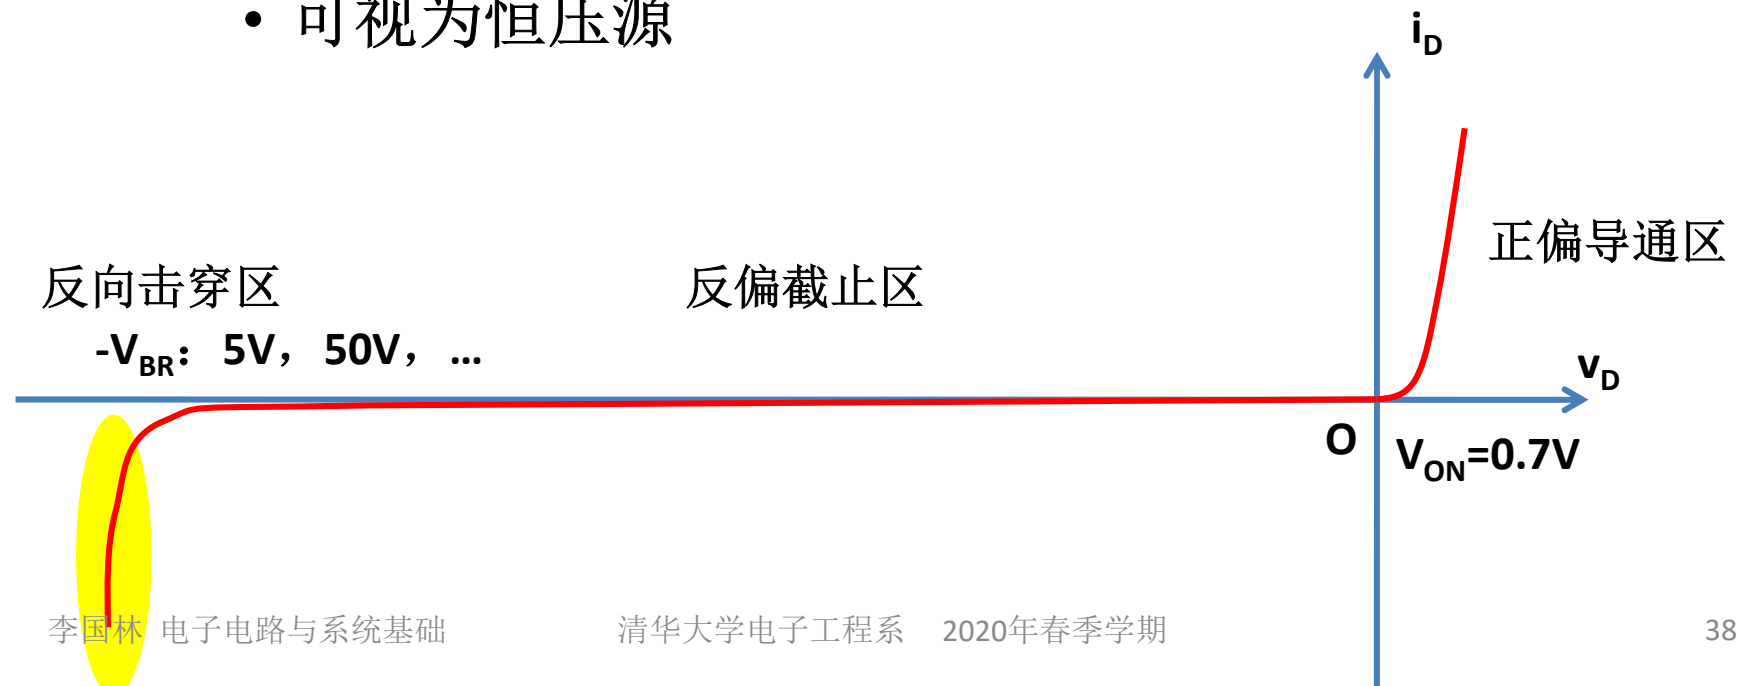 • 可视为恒压源
iD
正偏导通区
反向击穿区
反偏截止区
-VBR：5V，50V，...
vD
O
VON=0.7V
李国林 电子电路与系统基础
清华大学电子工程系 2020年春季学期
38